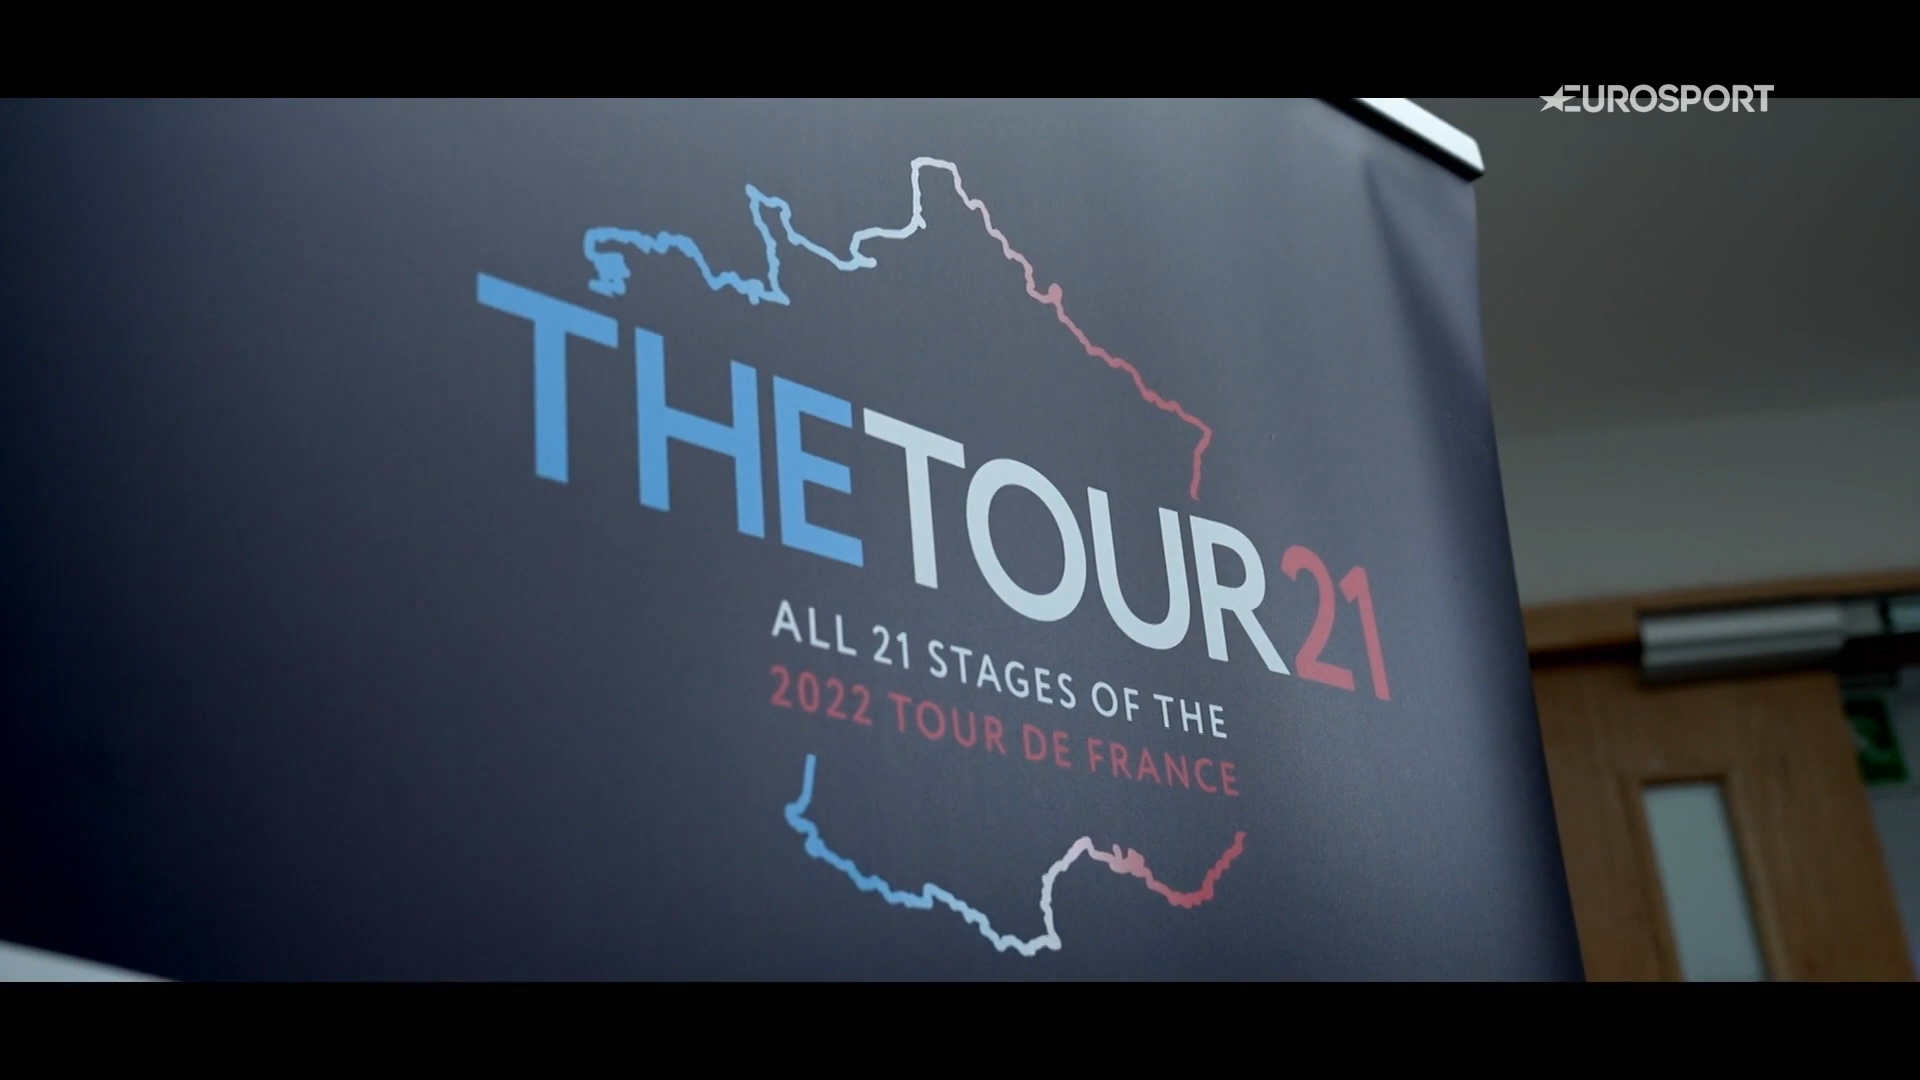 EUROSPORT
THETOUR21
ALL 21 STAGES OF THE
2022 TOUR DE FRANCE